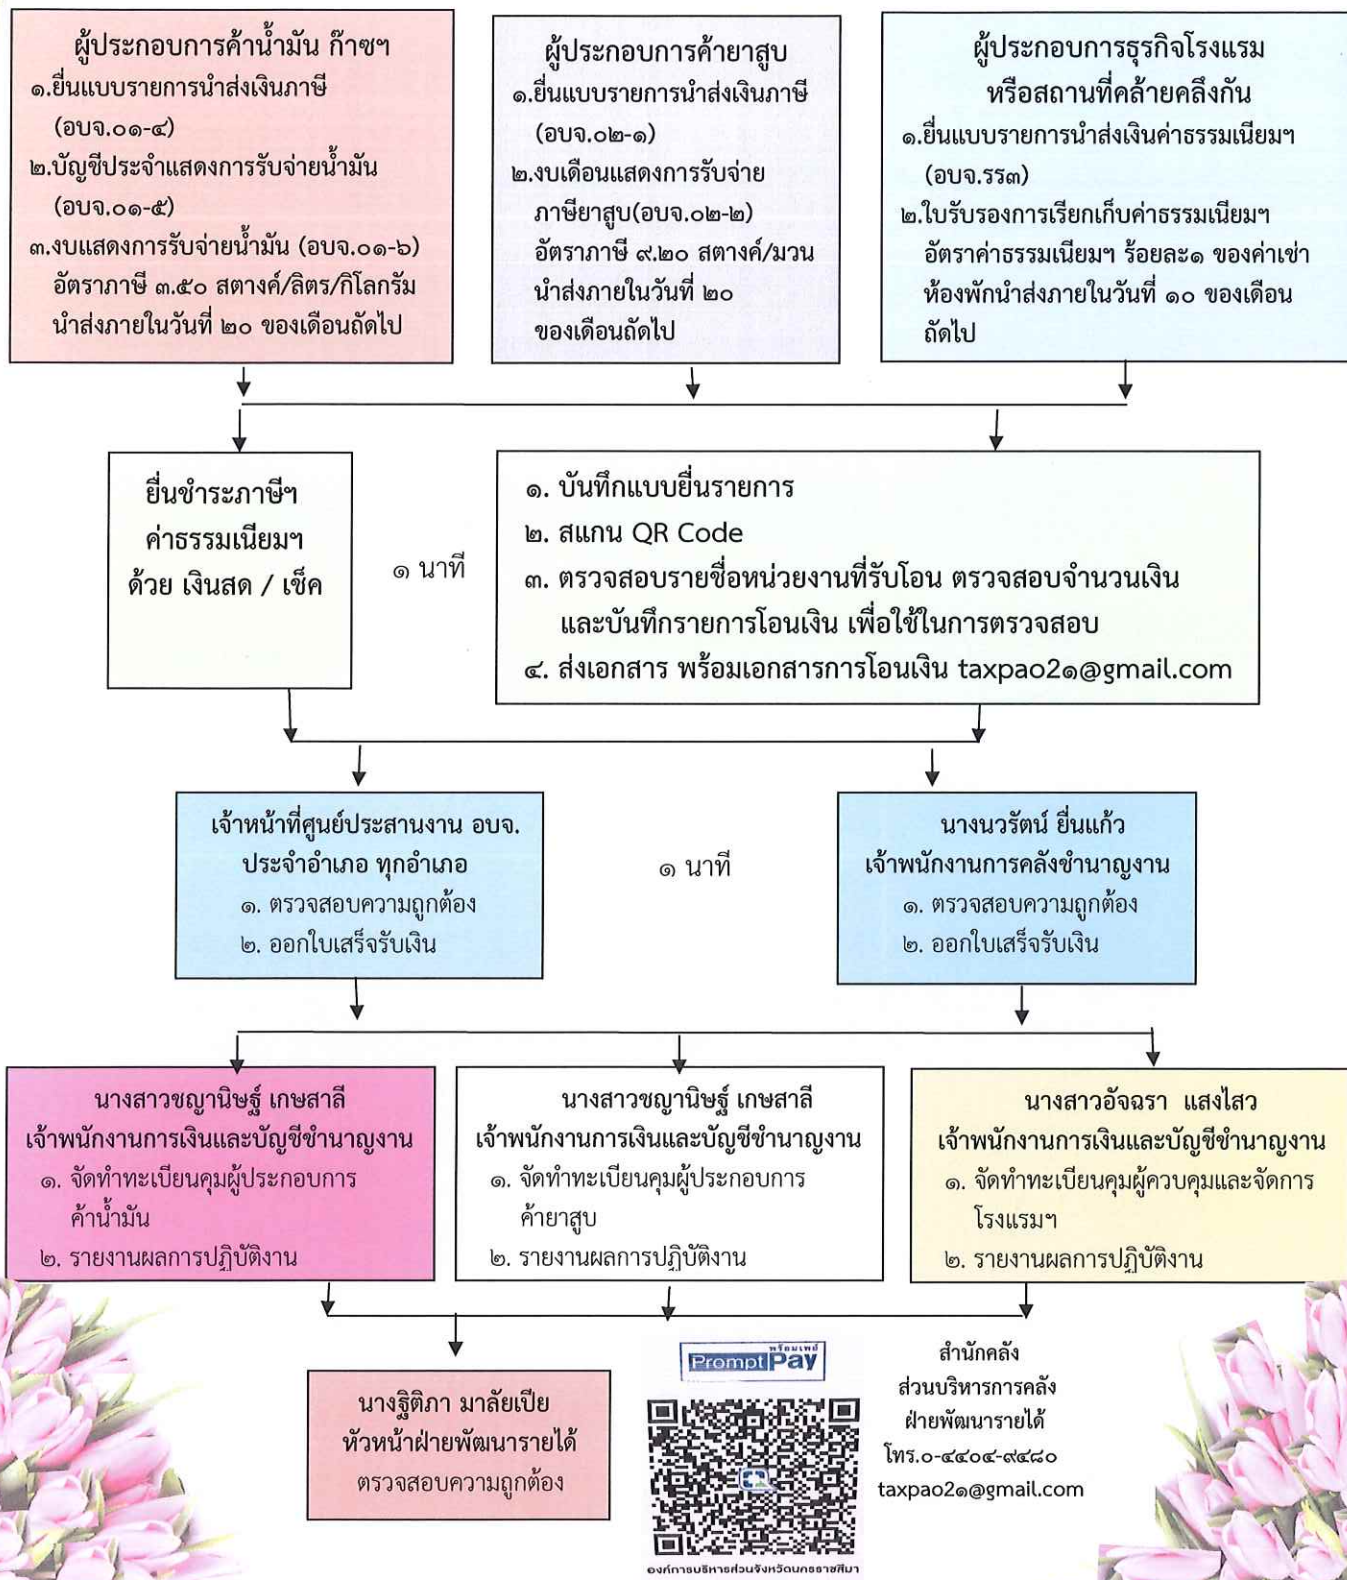 ผู้ประกอบการค้าน้ำมัน ก๊าซฯ
๑.ยื่นแบบรายการนำส่งเงินภาษี
(อบจ.๐๑-๔)
๒.บัญชีประจำแสดงการรับจ่ายน้ำมัน
(อบจ.๐๑-๕)
๓.งบแสดงการรับจ่ายน้ำมัน (อบจ.๐๑-๖)
อัตราภาษี ๓.๕๐ สตางค์/ลิตร/กิโลกรัม
นำส่งภายในวันที่ ๒๐ ของเดือนถัดไป
ผู้ประกอบการค้ายาสูบ
๑.ยื่นแบบรายการนำส่งเงินภาษี
(อบจ.๐๒-๑)
๒.งบเดือนแสดงการรับจ่าย
ภาษียาสูบ(อบจ.๐๒-๒)
อัตราภาษี ๙.๒๐ สตางค์/มวน
นำส่งภายในวันที่ ๒๐
ของเดือนถัดไป
ผู้ประกอบการธุรกิจโรงแรม
หรือสถานที่คล้ายคลึงกัน
๑.ยื่นแบบรายการนำส่งเงินค่าธรรมเนียมฯ
(อบจ.รร๓)
๒.ใบรับรองการเรียกเก็บค่าธรรมเนียมฯ
อัตราค่าธรรมเนียมฯ ร้อยละ๑ ของค่าเช่า
ห้องพักนำส่งภายในวันที่ ๑๐ ของเดือน
ถัดไป
ยื่นชำระภาษีฯ
ค่าธรรมเนียมฯ
ด้วย เงินสด / เช็ค
๑ นาที
๑. บันทึกแบบยื่นรายการ
๒. สแกน QR Code
๓. ตรวจสอบรายชื่อหน่วยงานที่รับโอน ตรวจสอบจำนวนเงิน
และบันทึกรายการโอนเงิน เพื่อใช้ในการตรวจสอบ
๔. ส่งเอกสาร พร้อมเอกสารการโอนเงิน taxpao2๑@gmail.com
เจ้าหน้าที่ศูนย์ประสานงาน อบจ.
ประจำอำเภอ ทุกอำเภอ
๑. ตรวจสอบความถูกต้อง
๒. ออกใบเสร็จรับเงิน
๑ นาที
นางนวรัตน์ ยื่นแก้ว
เจ้าพนักงานการคลังชำนาญงาน
๑. ตรวจสอบความถูกต้อง
๒. ออกใบเสร็จรับเงิน
นางสาวชญานิษฐ์ เกษสาลี
เจ้าพนักงานการเงินและบัญชีชำนาญงาน
๑. จัดทำทะเบียนคุมผู้ประกอบการ
ค้าน้ำมัน
๒. รายงานผลการปฏิบัติงาน
นางสาวชญานิษฐ์ เกษสาลี
เจ้าพนักงานการเงินและบัญชีชำนาญงาน
๑. จัดทำทะเบียนคุมผู้ประกอบการ
ค้ายาสูบ
๒. รายงานผลการปฏิบัติงาน
นางสาวอัจฉรา แสงไสว
เจ้าพนักงานการเงินและบัญชีชำนาญงาน
๑. จัดทำทะเบียนคุมผู้ควบคุมและจัดการ
โรงแรมฯ
๒. รายงานผลการปฏิบัติงาน
นางฐิติภา มาลัยเปีย
หัวหน้าฝ่ายพัฒนารายได้
ตรวจสอบความถูกต้อง
พร้อมเพย์
PromptPay
องค์การบริหารส่วนจังหวัดนครราชสีมา
สำนักคลัง
ส่วนบริหารการคลัง
ฝ่ายพัฒนารายได้
โทร.๐-๔๔๐๔-๙๔๘๐
taxpao2๑@gmail.com